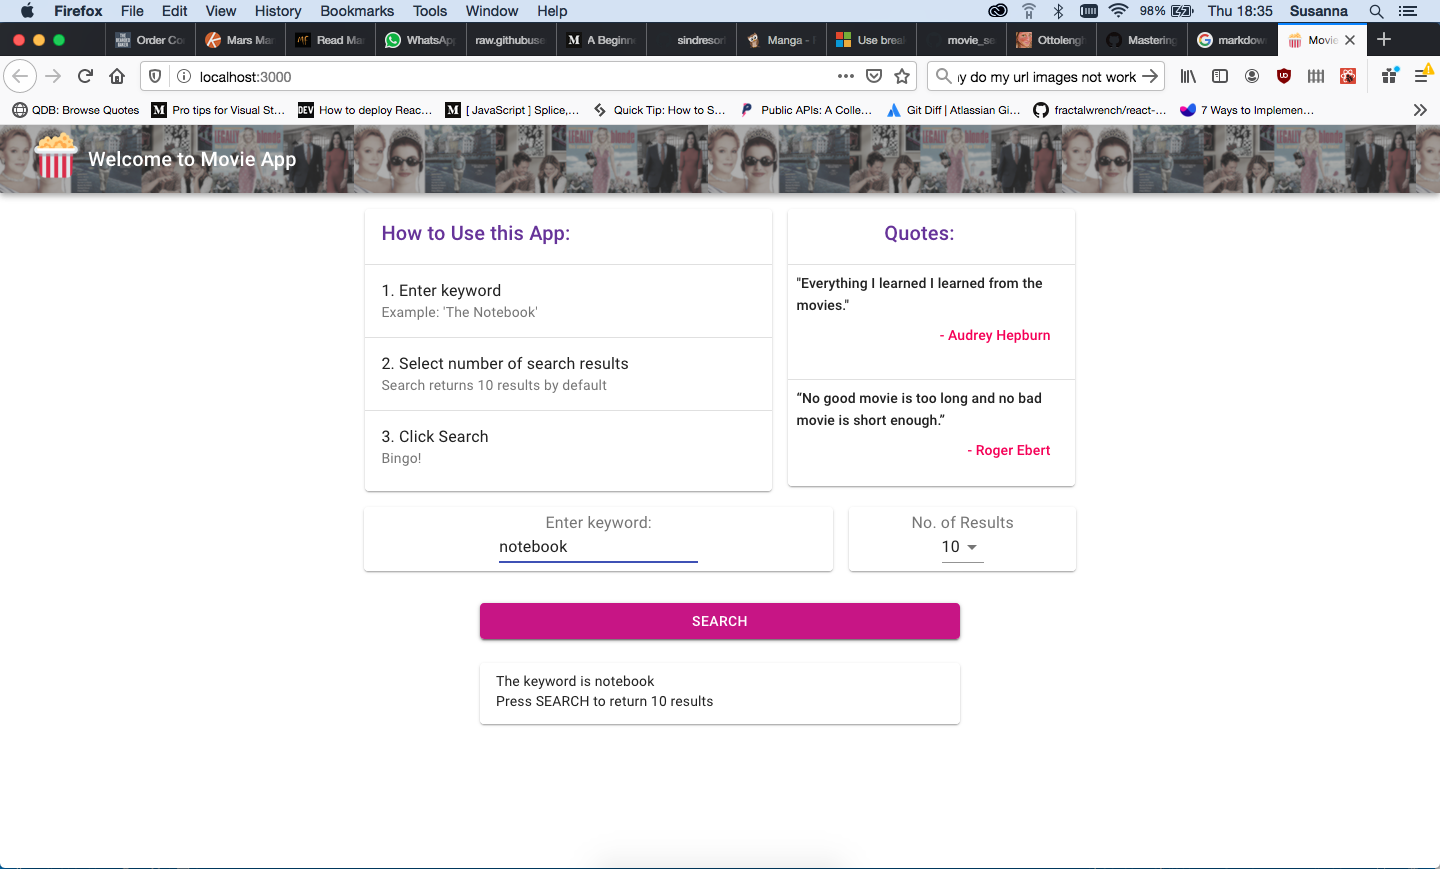 Firefox File Edit View History Bookmarks Tools Window Help 98% Thu 18:35 Susanna
Order Co Mars Mar Read Ma WhatsApp raw.githubuse A Beginne sindresor Manga - Use brea movie_se Ottolengh Mastering markdow Movie
localhost:3000 y do my url images not work
QDB: Browse Quotes Pro tips for Visual St... How to deploy Reac... [ JavaScript ] Splice,... Quick Tip: How to S... Public APIs: A Colle... Git Diff | Atlassian Gi... fractalwrench/react-... 7 Ways to Implemen...
Welcome to Movie App
How to Use this App:
1. Enter keyword
Example: 'The Notebook'
2. Select number of search results
Search returns 10 results by default
3. Click Search
Bingo!
Quotes:
"Everything I learned I learned from the
movies."
- Audrey Hepburn
“No good movie is too long and no bad
movie is short enough.”
- Roger Ebert
Enter keyword:
notebook
No. of Results
10
SEARCH
The keyword is notebook
Press SEARCH to return 10 results